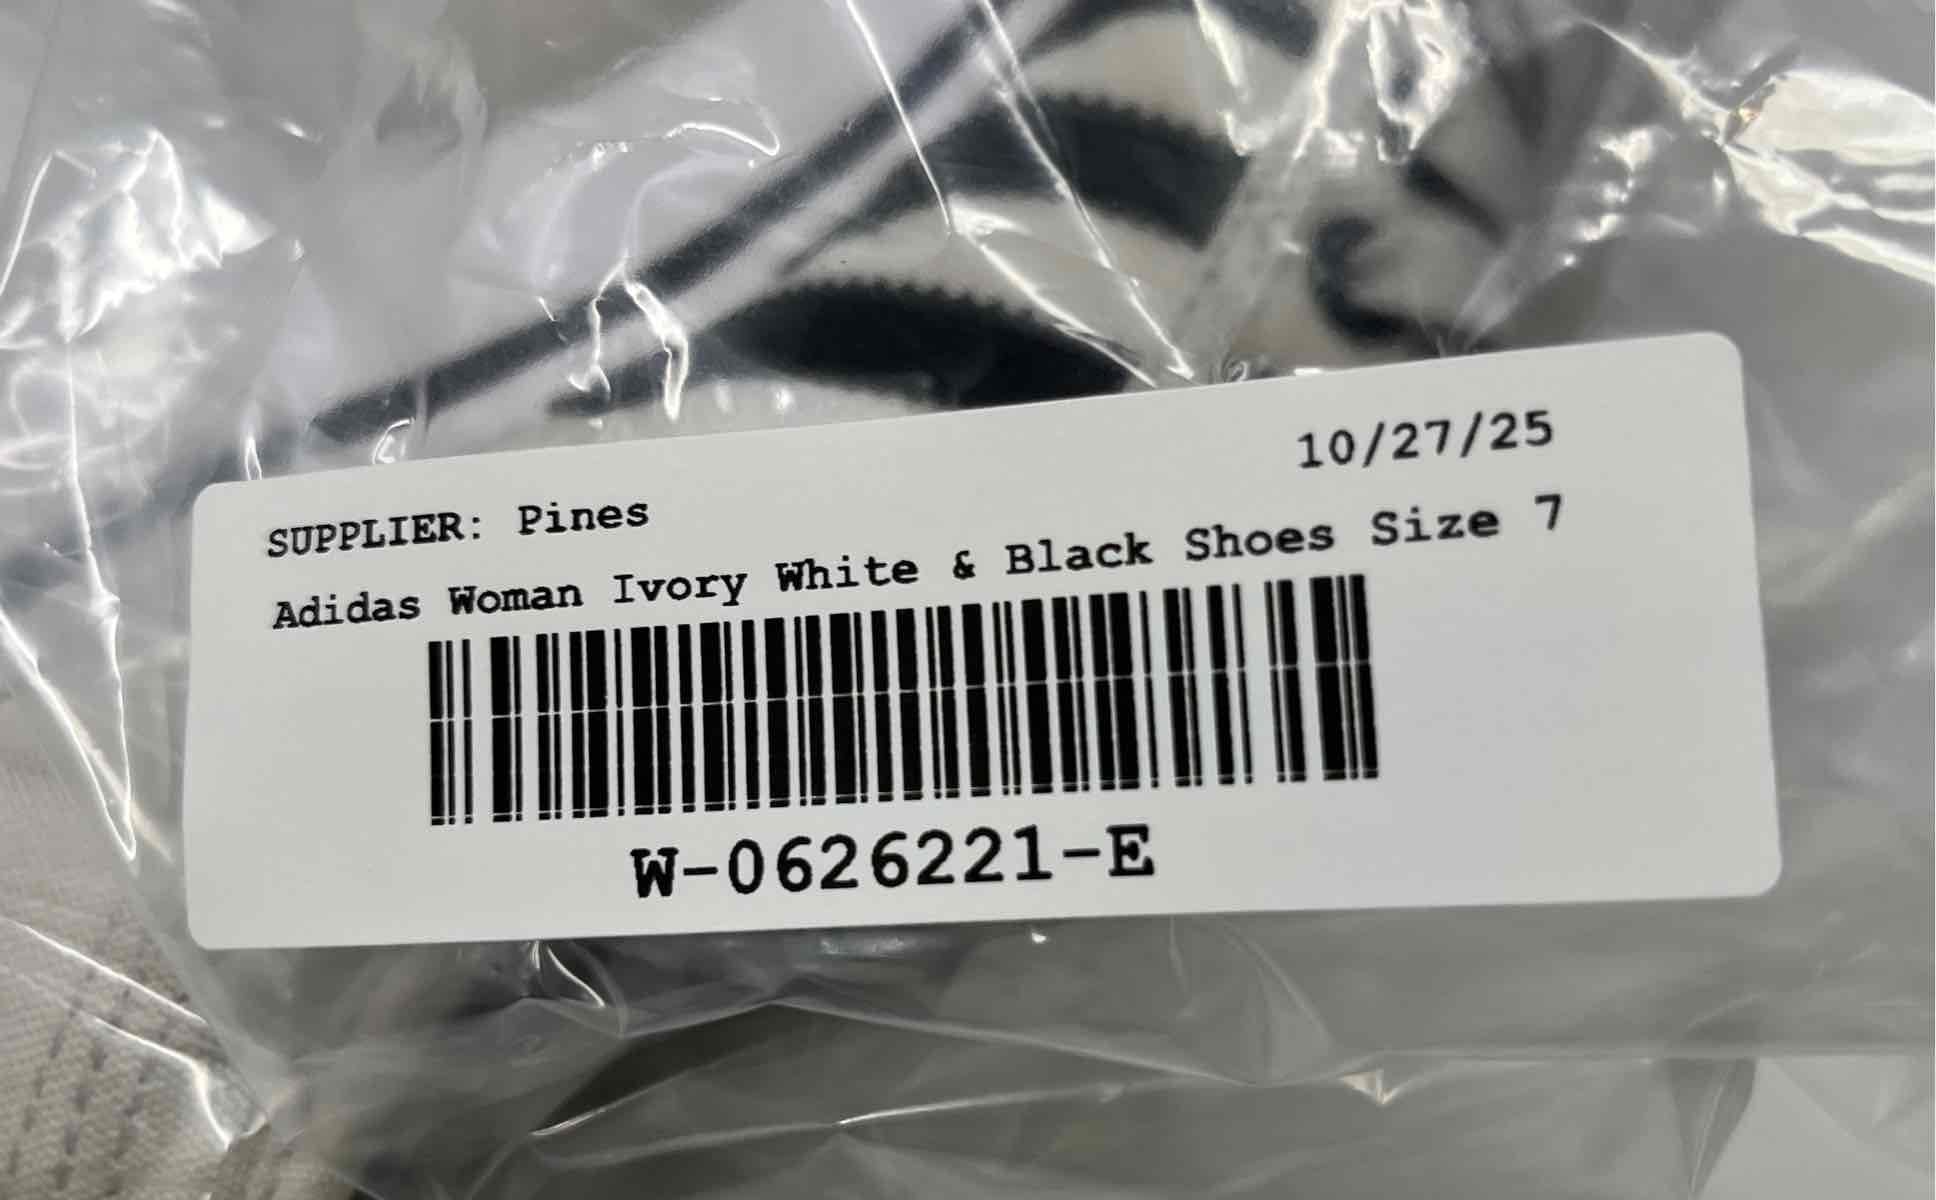 10/27/25
SUPPLIER: Pines
Adidas Woman Ivory White & Black Shoes Size 7
W-0626221-E